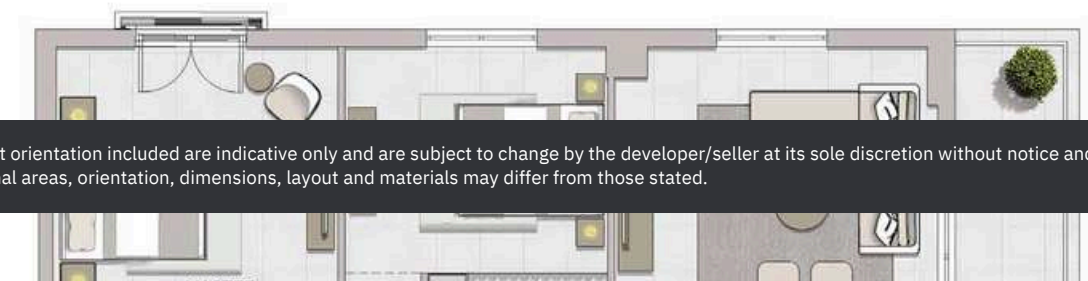 t orientation included are indicative only and are subject to change by the developer/seller at its sole discretion without notice and
al areas, orientation, dimensions, layout and materials may differ from those stated.